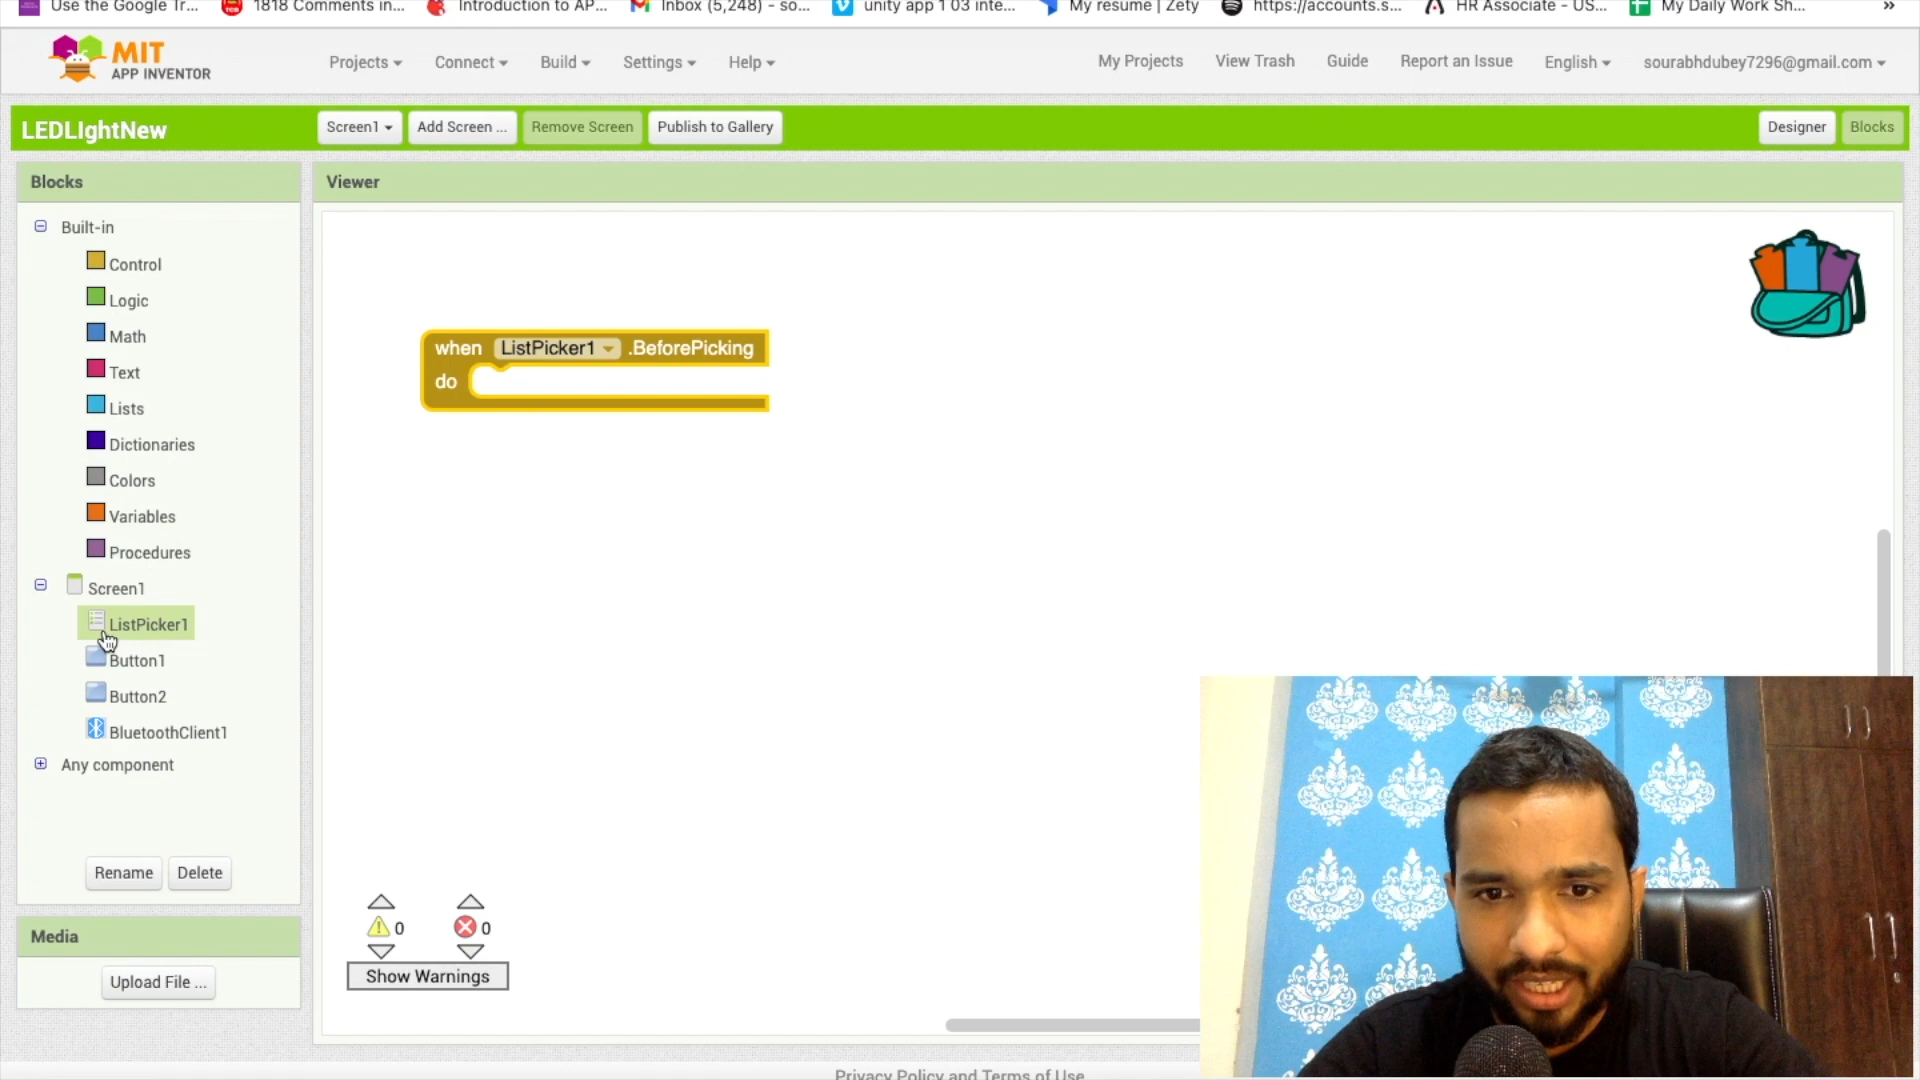 Use the Google Tr... 1818 Comments in... Introduction to AP... Inbox (5,248) - so... unity app 1 03 inte... My resume | Zety https://accounts.s... HR Associate - US... My Daily Work Sh... »
MIT
APP INVENTOR
Projects Connect Build Settings Help My Projects View Trash Guide Report an Issue English sourabhdubey7296@gmail.com
LEDLIghtNew Screen1 Add Screen ... Remove Screen Publish to Gallery Designer Blocks
Blocks
Viewer
Built-in
Control
Logic
Math
Text
Lists
Dictionaries
Colors
Variables
Procedures
Screen1
ListPicker1
Button1
Button2
BluetoothClient1
Any component
Rename Delete
Media
Upload File ...
when ListPicker1 .BeforePicking
do
0 0
Show Warnings
Privacy Policy and Terms of Use